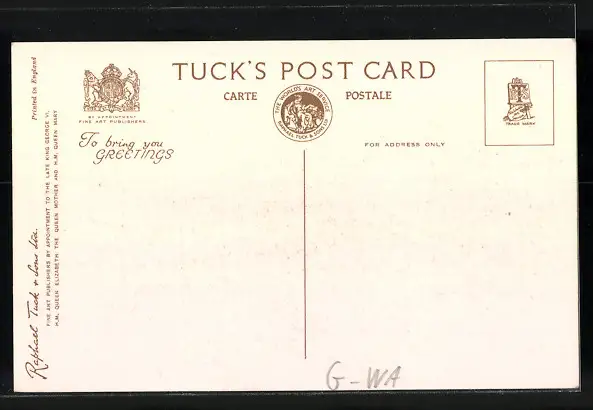 TUCK'S POST CARD
CARTE POSTALE
BY APPOINTMENT
FINE ART PUBLISHERS
THE WORLD'S ART SERVICE
RAPHAEL TUCK & SONS LTD
TRADE MARK
To bring you
GREETINGS
FOR ADDRESS ONLY
Printed in England
Raphael Tuck & Sons Ltd.
FINE ART PUBLISHERS BY APPOINTMENT TO THE LATE KING GEORGE VI,
H.M. QUEEN ELIZABETH THE QUEEN MOTHER AND H.M. QUEEN MARY
G-WA